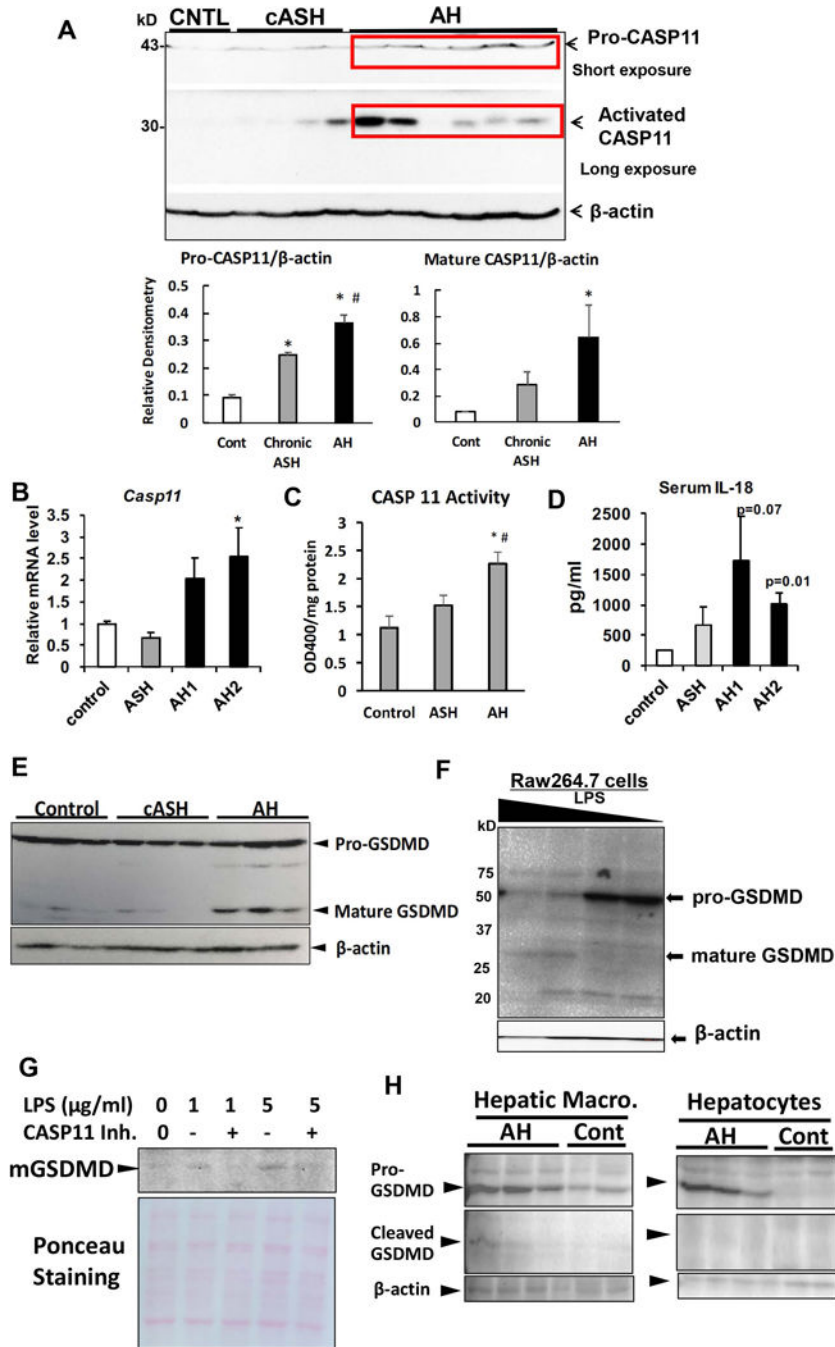 A
kD
CNTL
cASH
AH
43-
Pro-CASP11
Short exposure
30-
Activated
CASP11
Long exposure
β-actin
Pro-CASP11/β-actin
Relative Densitometry
0.5
0.4
0.3
0.2
0.1
0
*
* #
Cont
Chronic
ASH
AH
Mature CASP11/β-actin
1
0.8
0.6
0.4
0.2
0
*
Cont
Chronic
ASH
AH
B
Casp11
Relative mRNA level
3.5
3
2.5
2
1.5
1
0.5
0
*
control
ASH
AH1
AH2
C
CASP 11 Activity
OD400/mg protein
3
2.5
2
1.5
1
0.5
0
* #
Control
ASH
AH
D
Serum IL-18
pg/ml
2500
2000
1500
1000
500
0
p=0.07
p=0.01
control
ASH
AH1
AH2
E
Control
cASH
AH
Pro-GSDMD
Mature GSDMD
β-actin
F
Raw264.7 cells
LPS
kD
75
50
37
25
20
pro-GSDMD
mature GSDMD
β-actin
G
LPS (µg/ml) 0 1 1 5 5
CASP11 Inh. 0 - + - +
mGSDMD
Ponceau
Staining
H
Hepatic Macro.
AH
Cont
Hepatocytes
AH
Cont
Pro-
GSDMD
Cleaved
GSDMD
β-actin